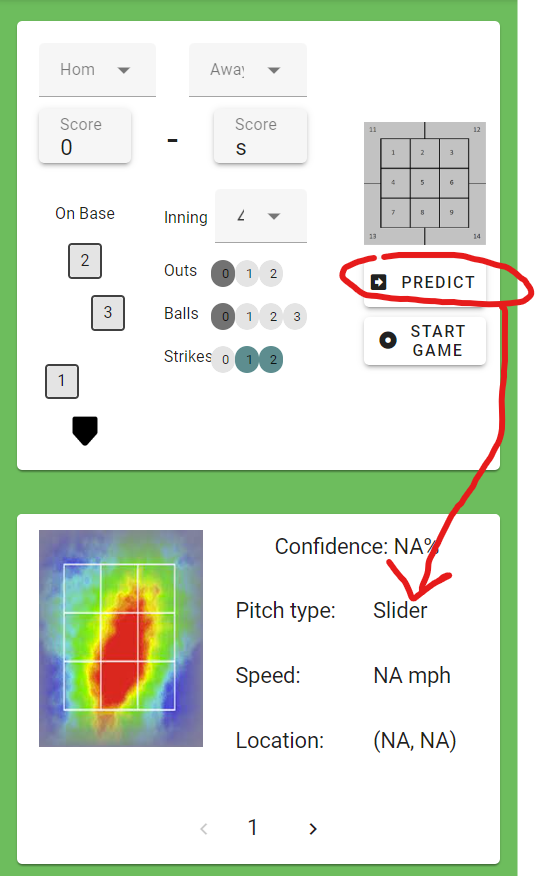 Hom
Away
Score
0
-
Score
s
11 12
1 2 3
4 5 6
7 8 9
13 14
On Base
2
3
1
Inning 4
Outs 0 1 2
Balls 0 1 2 3
Strikes 0 1 2
PREDICT
START
GAME
Confidence: NA%
Pitch type: Slider
Speed: NA mph
Location: (NA, NA)
1